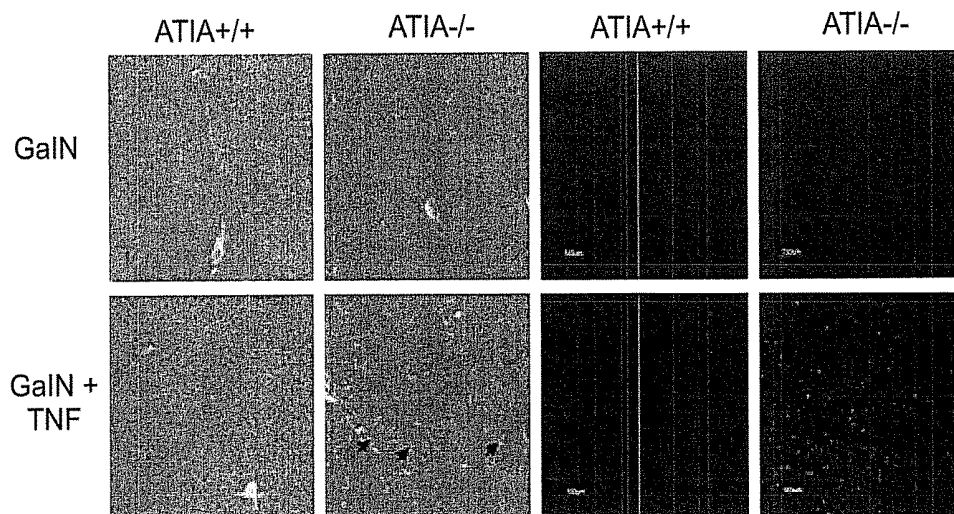 ATIA+/+ ATIA-/- ATIA+/+ ATIA-/-
GalN
GalN +
TNF